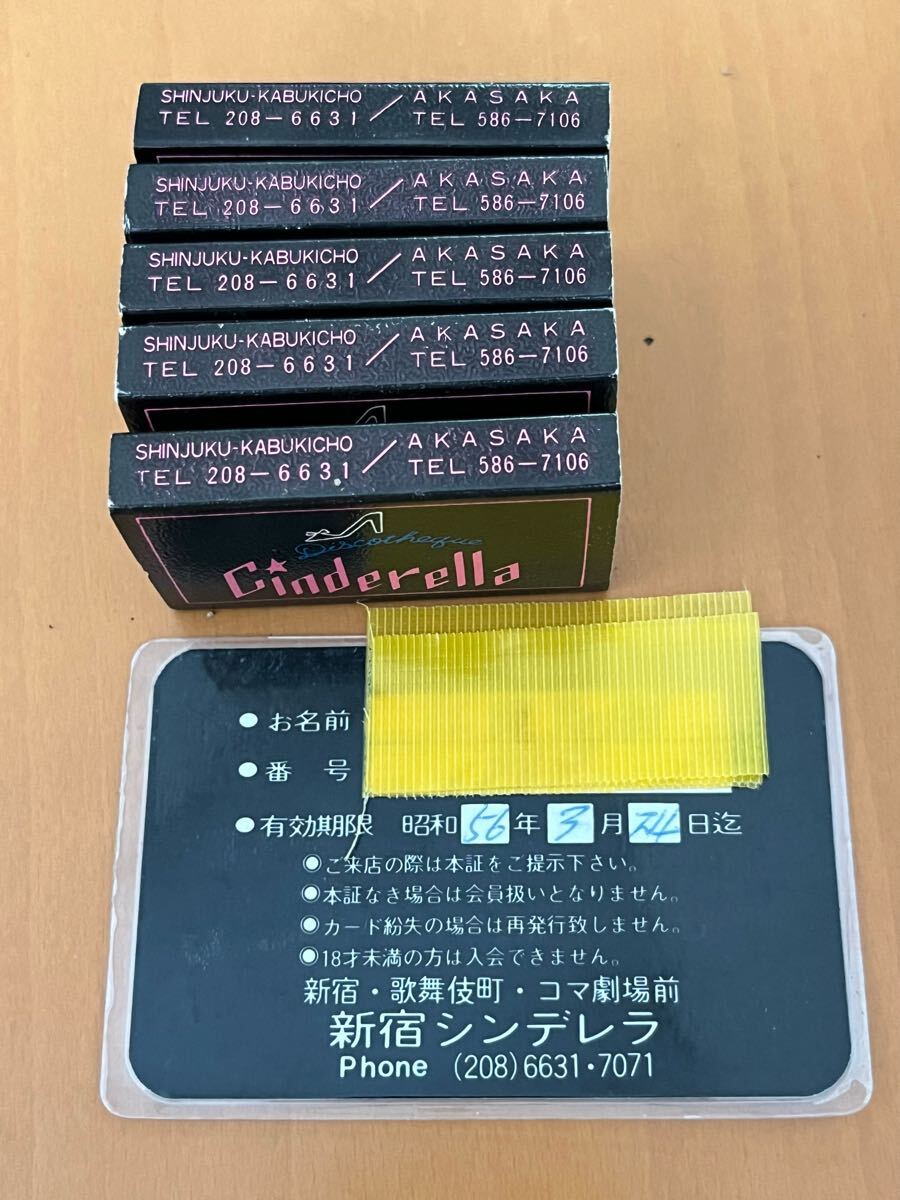 SHINJUKU-KABUKICHO / AKASAKA
TEL 208-6631 TEL 586-7106
SHINJUKU-KABUKICHO / AKASAKA
TEL 208-6631 TEL 586-7106
SHINJUKU-KABUKICHO / AKASAKA
TEL 208-6631 TEL 586-7106
SHINJUKU-KABUKICHO / AKASAKA
TEL 208-6631 TEL 586-7106
SHINJUKU-KABUKICHO / AKASAKA
TEL 208-6631 TEL 586-7106
Discotheque
Cinderella
●お名前
●番 号
●有効期限 昭和56年3月24日迄
◉ご来店の際は本証をご提示下さい。
◉本証なき場合は会員扱いとなりません。
◉カード紛失の場合は再発行致しません。
◉18才未満の方は入会できません。
新宿・歌舞伎町・コマ劇場前
新宿シンデレラ
Phone (208)6631・7071